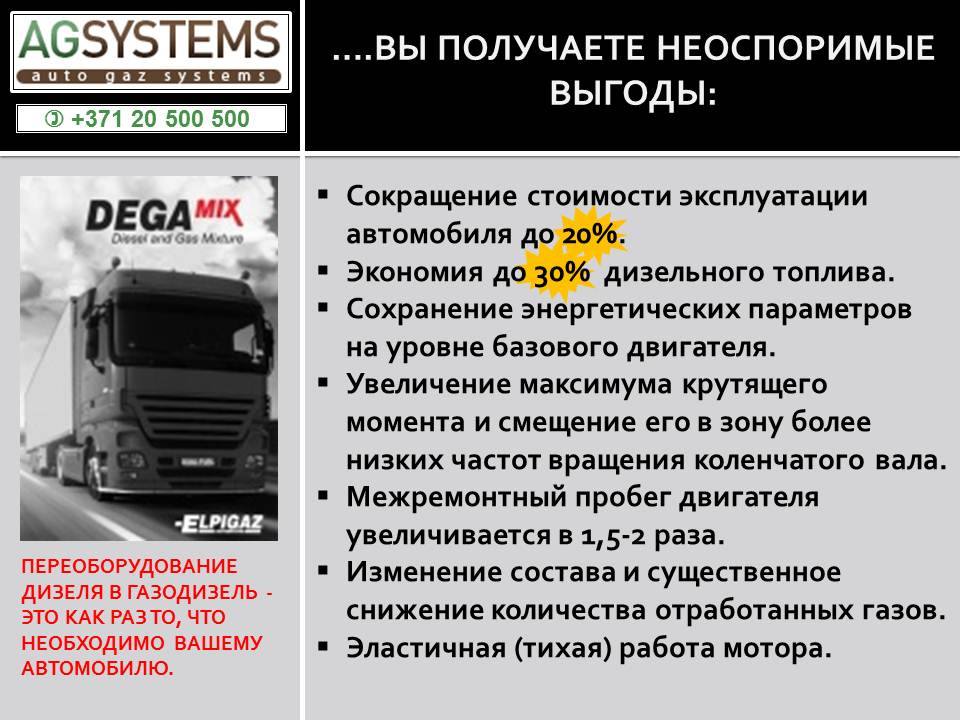 AGSYSTEMS
auto gaz systems
+371 20 500 500
....ВЫ ПОЛУЧАЕТЕ НЕОСПОРИМЫЕ
ВЫГОДЫ:
DEGAMIX
Diesel and Gas Mixture
-ELPIGAZ
ПЕРЕОБОРУДОВАНИЕ
ДИЗЕЛЯ В ГАЗОДИЗЕЛЬ -
ЭТО КАК РАЗ ТО, ЧТО
НЕОБХОДИМО ВАШЕМУ
АВТОМОБИЛЮ.
▪ Сокращение стоимости эксплуатации
автомобиля до 20%.
▪ Экономия до 30% дизельного топлива.
▪ Сохранение энергетических параметров
на уровне базового двигателя.
▪ Увеличение максимума крутящего
момента и смещение его в зону более
низких частот вращения коленчатого вала.
▪ Межремонтный пробег двигателя
увеличивается в 1,5-2 раза.
▪ Изменение состава и существенное
снижение количества отработанных газов.
▪ Эластичная (тихая) работа мотора.